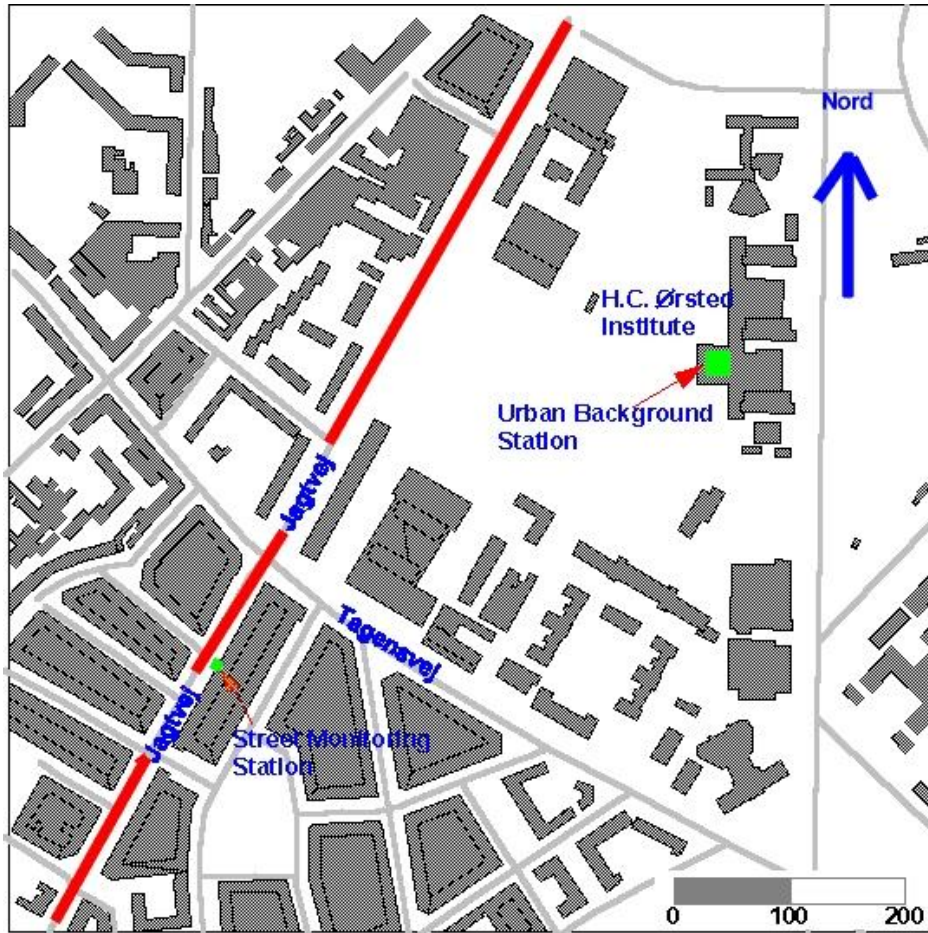 Nord
H.C. Ørsted
Institute
Urban Background
Station
Jagtvej
Tagensvej
Jagtvej
Street Monitoring
Station
0 100 200